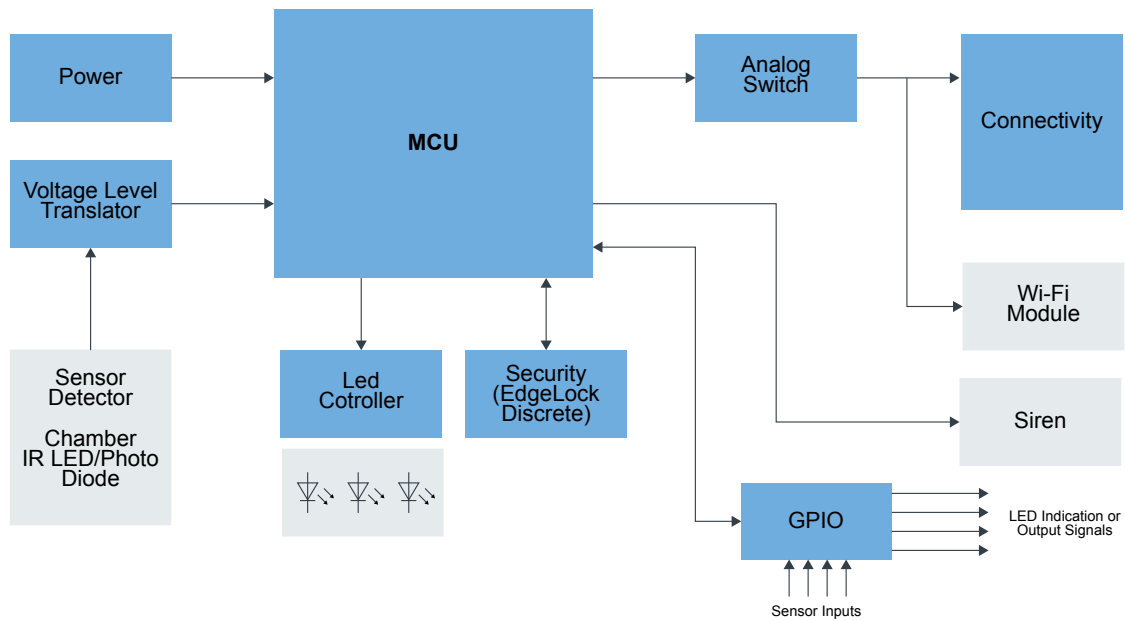 Power
MCU
Analog
Switch
Connectivity
Voltage Level
Translator
Wi-Fi
Module
Sensor
Detector
Chamber
IR LED/Photo
Diode
Led
Cotroller
Security
(EdgeLock
Discrete)
Siren
GPIO
LED Indication or
Output Signals
Sensor Inputs